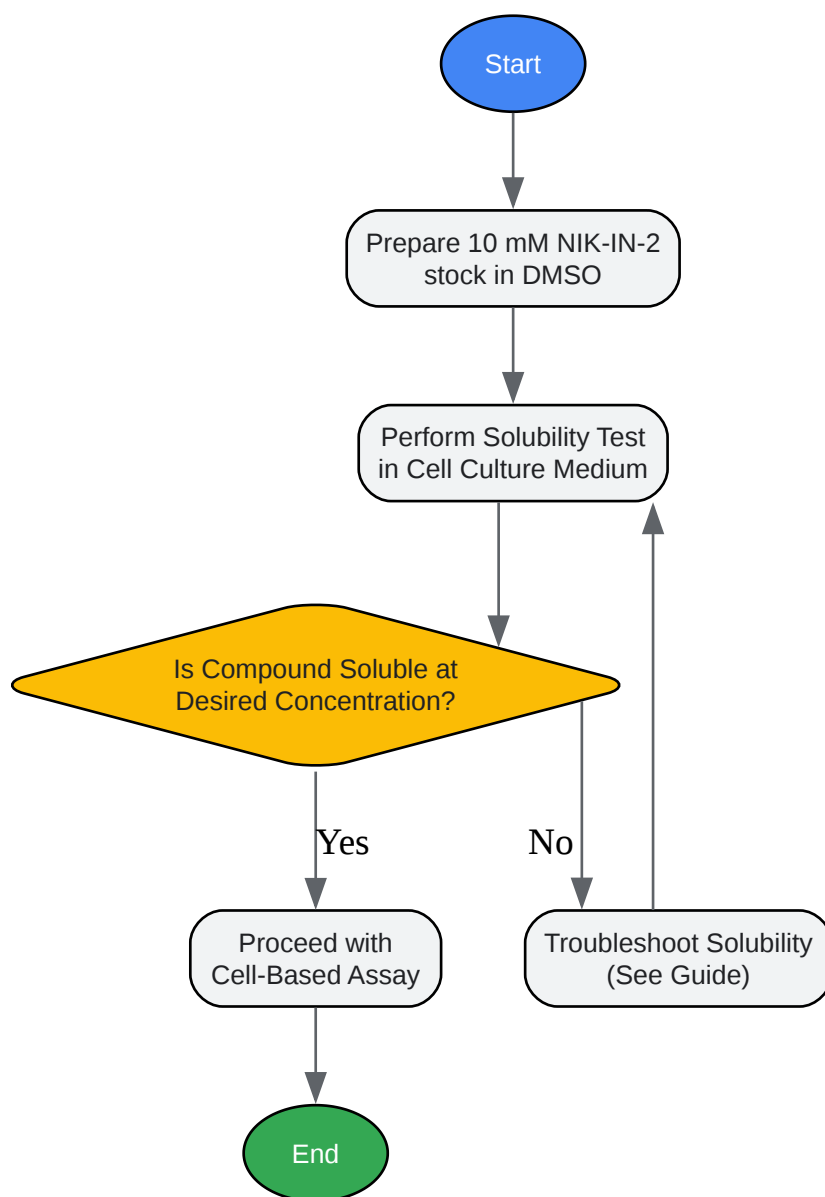 Start
Prepare 10 mM NIK-IN-2
stock in DMSO
Perform Solubility Test
in Cell Culture Medium
Is Compound Soluble at
Desired Concentration?
Yes
No
Proceed with
Cell-Based Assay
Troubleshoot Solubility
(See Guide)
End